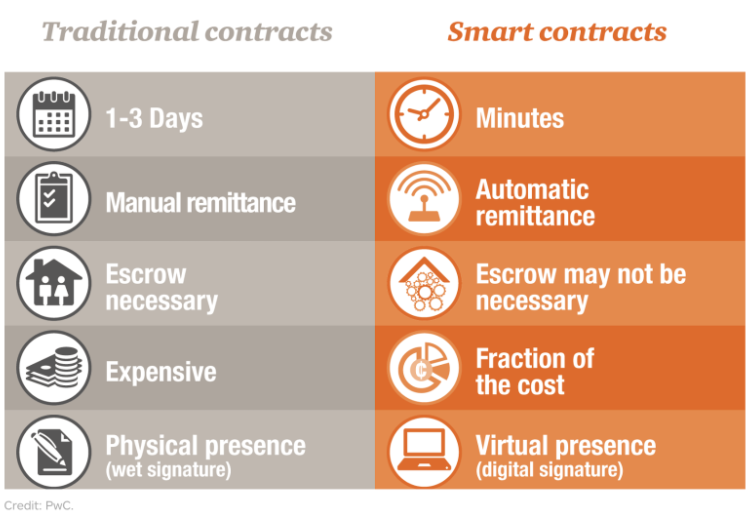 Traditional contracts
Smart contracts
1-3 Days
Minutes
Manual remittance
Automatic
remittance
Escrow
necessary
Escrow may not be
necessary
Expensive
Fraction of
the cost
Physical presence
(wet signature)
Virtual presence
(digital signature)
Credit: PwC.